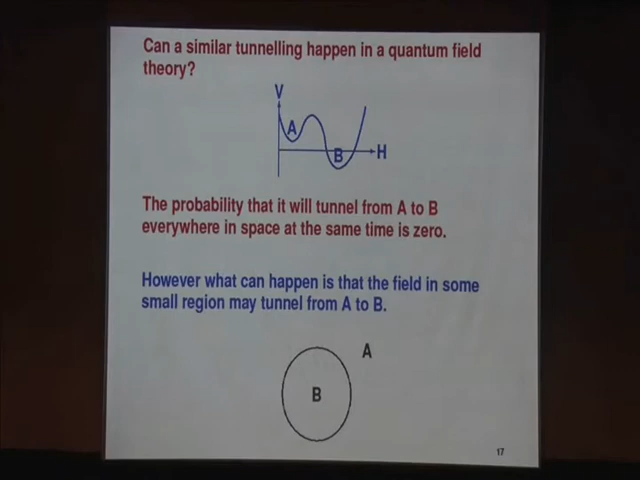 Can a similar tunnelling happen in a quantum field
theory?
V
A
B
H
The probability that it will tunnel from A to B
everywhere in space at the same time is zero.
However what can happen is that the field in some
small region may tunnel from A to B.
A
B
17